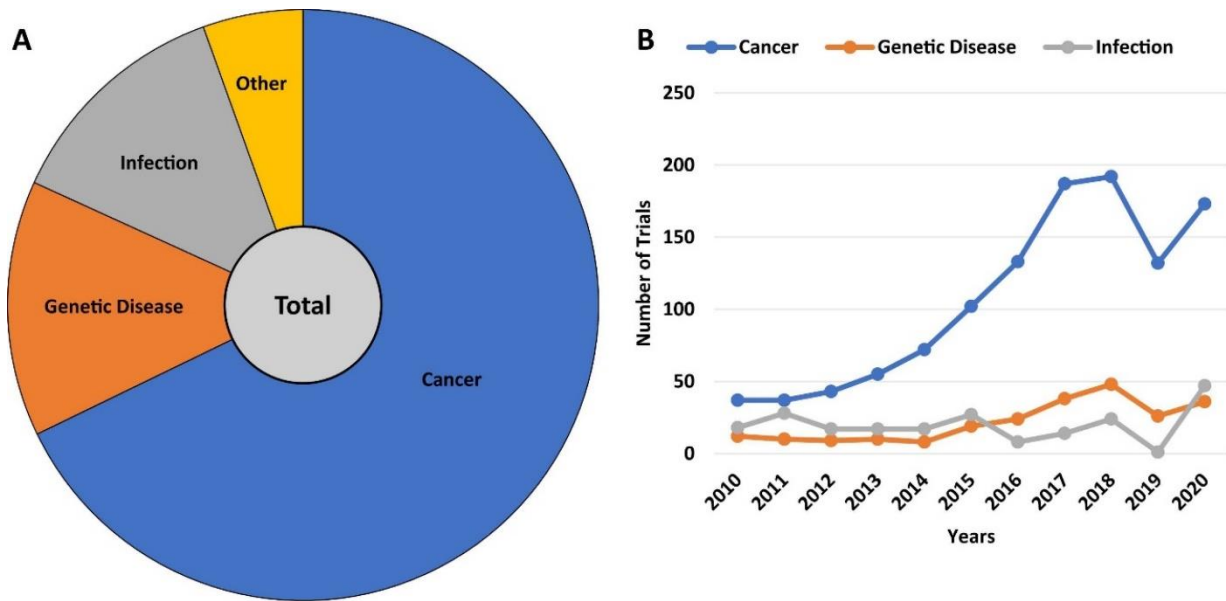 A
Other
Infection
Genetic Disease
Total
Cancer
B
Cancer Genetic Disease Infection
250
200
150
100
50
0
Number of Trials
2010 2011 2012 2013 2014 2015 2016 2017 2018 2019 2020
Years